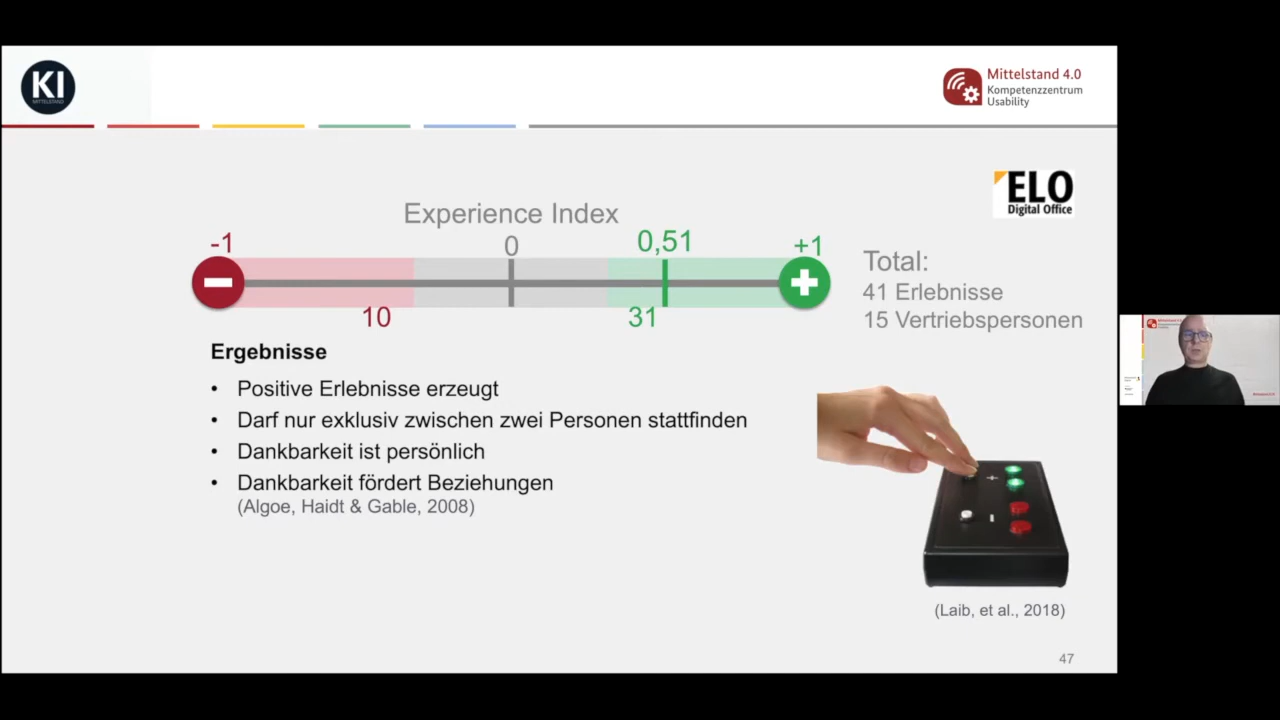 KI
MITTELSTAND
Mittelstand 4.0
Kompetenzzentrum
Usability
ELO
Digital Office
Experience Index
-1
0
0,51
+1
10
31
Total:
41 Erlebnisse
15 Vertriebspersonen
Ergebnisse
• Positive Erlebnisse erzeugt
• Darf nur exklusiv zwischen zwei Personen stattfinden
• Dankbarkeit ist persönlich
• Dankbarkeit fördert Beziehungen
(Algoe, Haidt & Gable, 2008)
(Laib, et al., 2018)
47